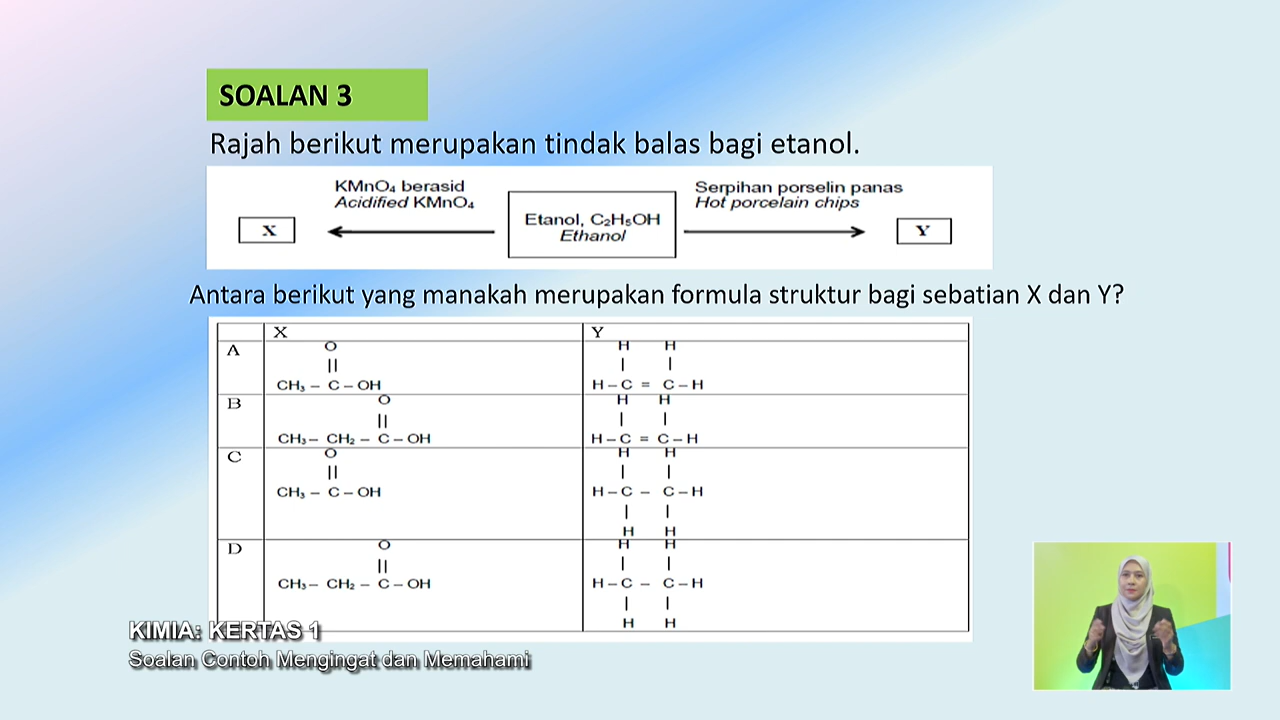 SOALAN 3
Rajah berikut merupakan tindak balas bagi etanol.
KMnO₄ berasid
Acidified KMnO₄
X
Etanol, C₂H₅OH
Ethanol
Serpihan porselin panas
Hot porcelain chips
Y
Antara berikut yang manakah merupakan formula struktur bagi sebatian X dan Y?
X Y
A
O
||
CH₃ – C – OH
H H
| |
H – C = C – H
B
O
||
CH₃ – CH₂ – C – OH
H H
| |
H – C = C – H
C
O
||
CH₃ – C – OH
H H
| |
H – C – C – H
| |
H H
D
O
||
CH₃ – CH₂ – C – OH
H H
| |
H – C – C – H
| |
H H
KIMIA: KERTAS 1
Soalan Contoh Mengingat dan Memahami